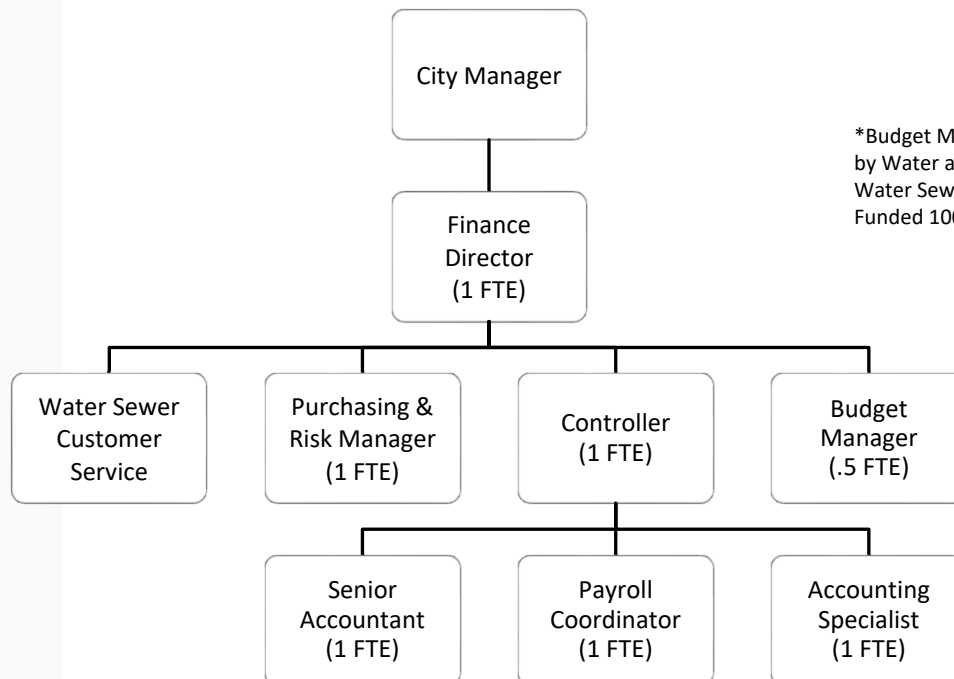 City Manager
*Budget M
by Water a
Water Sew
Funded 10
Finance
Director
(1 FTE)
Water Sewer
Customer
Service
Purchasing &
Risk Manager
(1 FTE)
Controller
(1 FTE)
Budget
Manager
(.5 FTE)
Senior
Accountant
(1 FTE)
Payroll
Coordinator
(1 FTE)
Accounting
Specialist
(1 FTE)